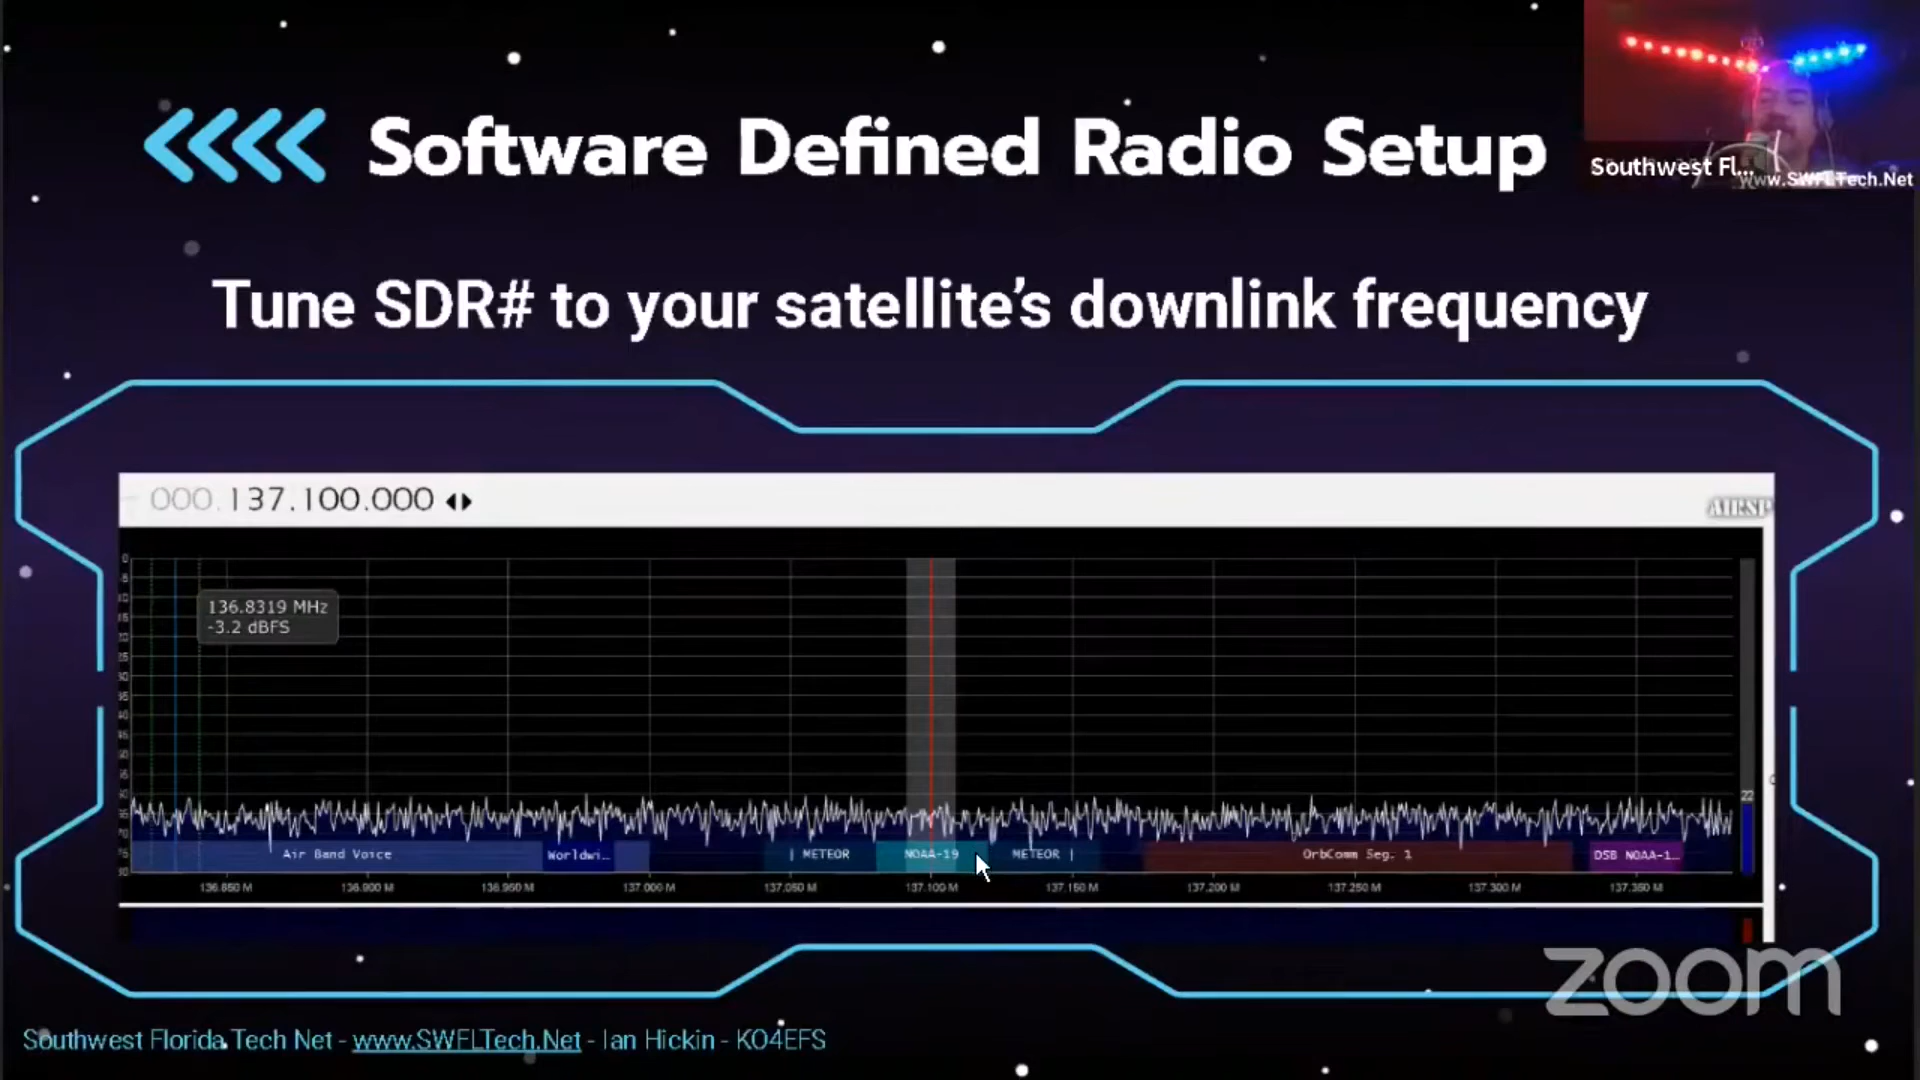 Software Defined Radio Setup
Southwest Fl...
www.SWFLTech.Net
Tune SDR# to your satellite's downlink frequency
000.137.100.000
AIRSP
136.8319 MHz
-3.2 dBFS
22
Air Band Voice
Worldwi...
| METEOR
NOAA-19
METEOR |
OrbComm Seg. 1
DSB NOAA-1...
136.850 M
136.900 M
136.950 M
137.000 M
137.050 M
137.100 M
137.150 M
137.200 M
137.250 M
137.300 M
137.350 M
zoom
Southwest Florida Tech Net - www.SWFLTech.Net - Ian Hickin - KO4EFS